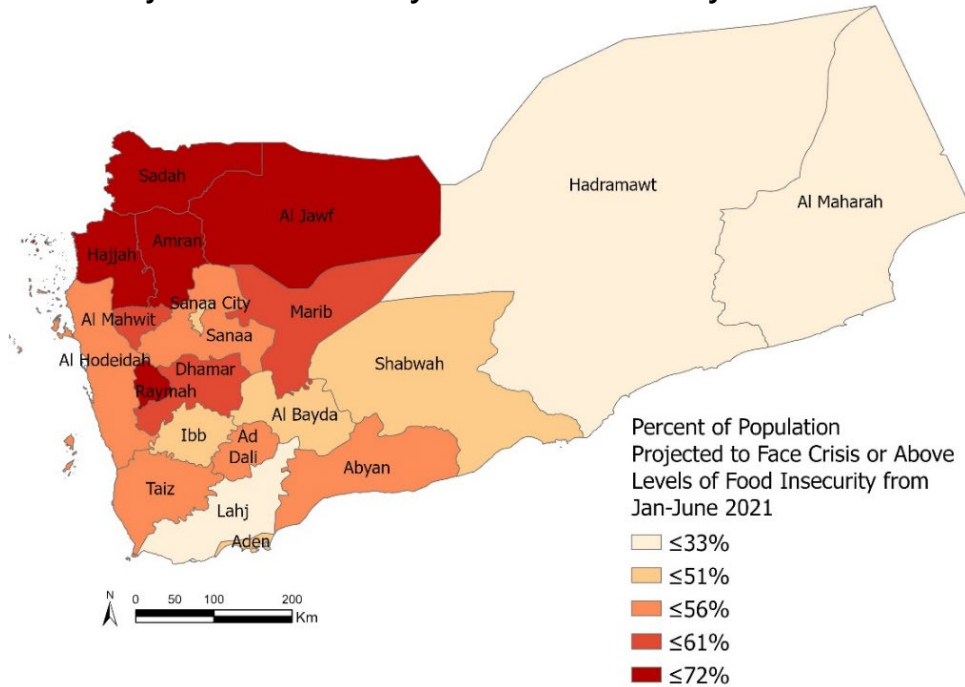 Sadah
Al Jawf
Hadramawt
Al Maharah
Hajjah
Amran
Sanaa City
Marib
Al Mahwit
Sanaa
Al Hodeidah
Dhamar
Shabwah
Raymah
Al Bayda
Ibb
Ad
Dali
Abyan
Taiz
Lahj
Aden
Percent of Population
Projected to Face Crisis or Above
Levels of Food Insecurity from
Jan-June 2021
≤33%
≤51%
≤56%
≤61%
≤72%
N
0 50 100 200
Km